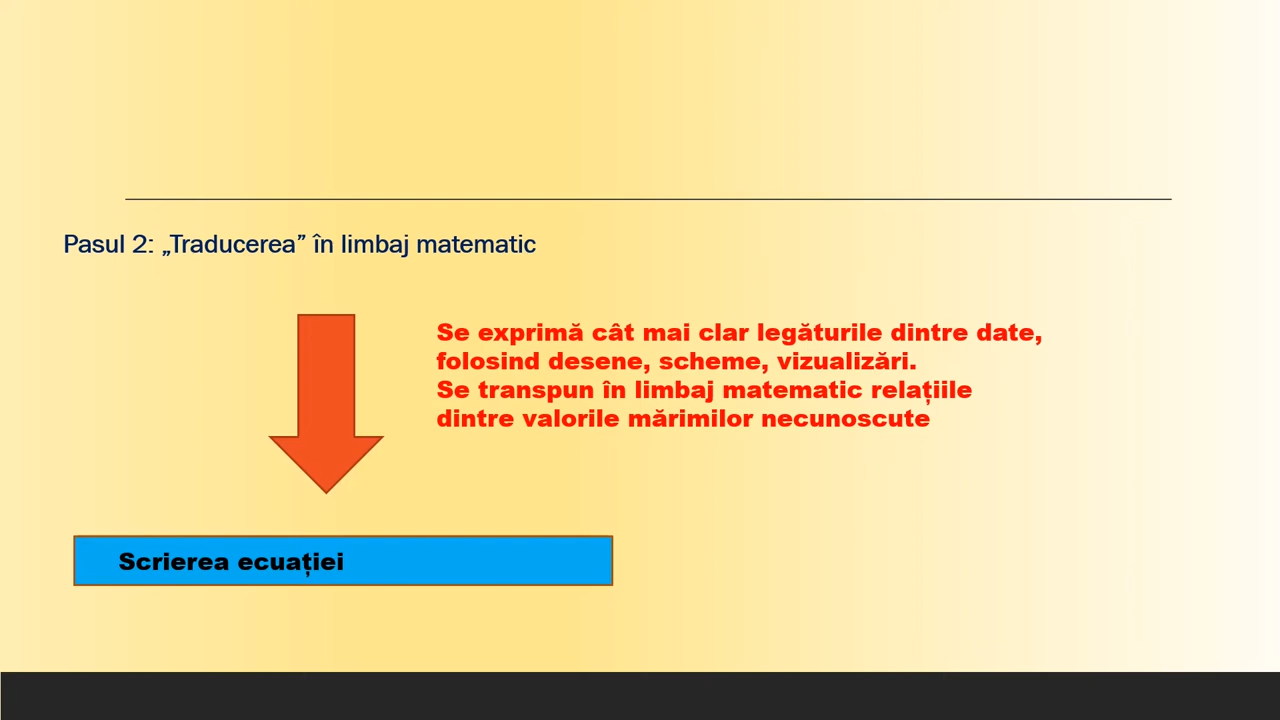 Pasul 2: „Traducerea” în limbaj matematic
Se exprimă cât mai clar legăturile dintre date,
folosind desene, scheme, vizualizări.
Se transpun în limbaj matematic relațiile
dintre valorile mărimilor necunoscute
Scrierea ecuației